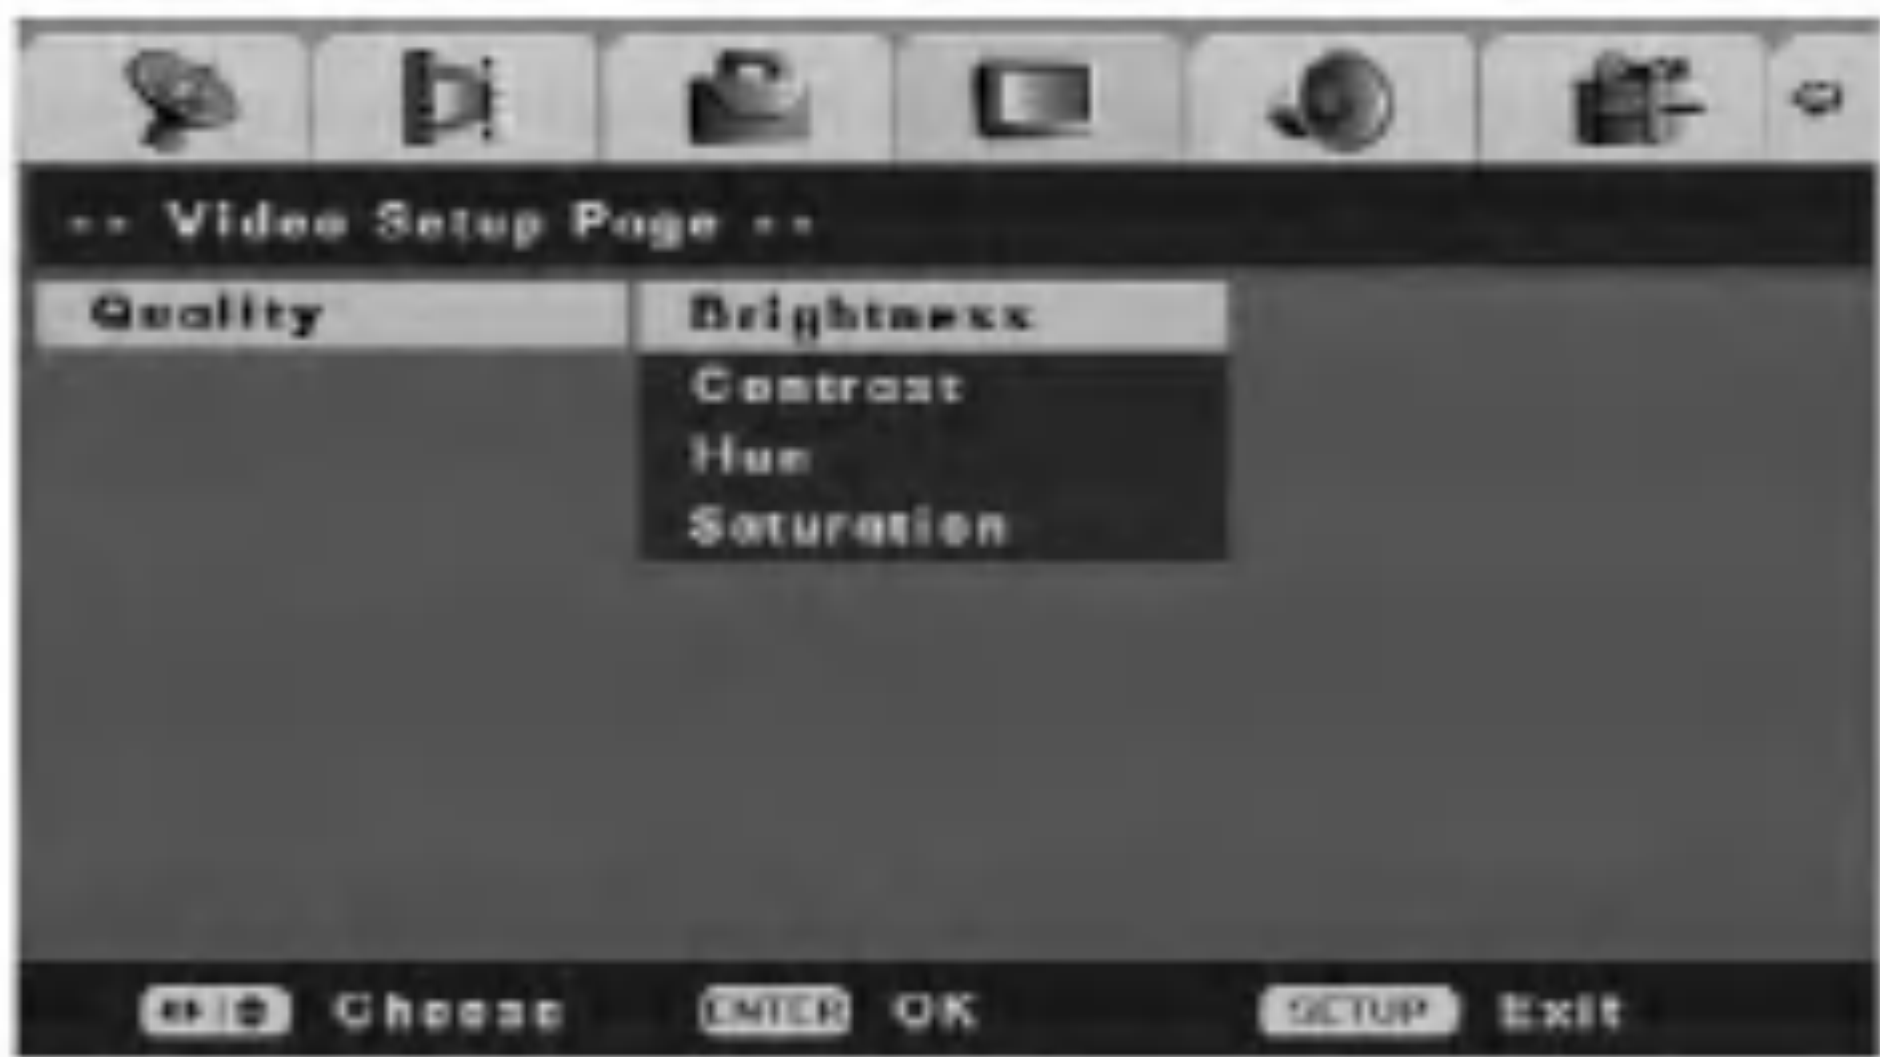 -- Video Setup Page --
Quality
Brightness
Contrast
Hue
Saturation
Choose ENTER OK SETUP Exit